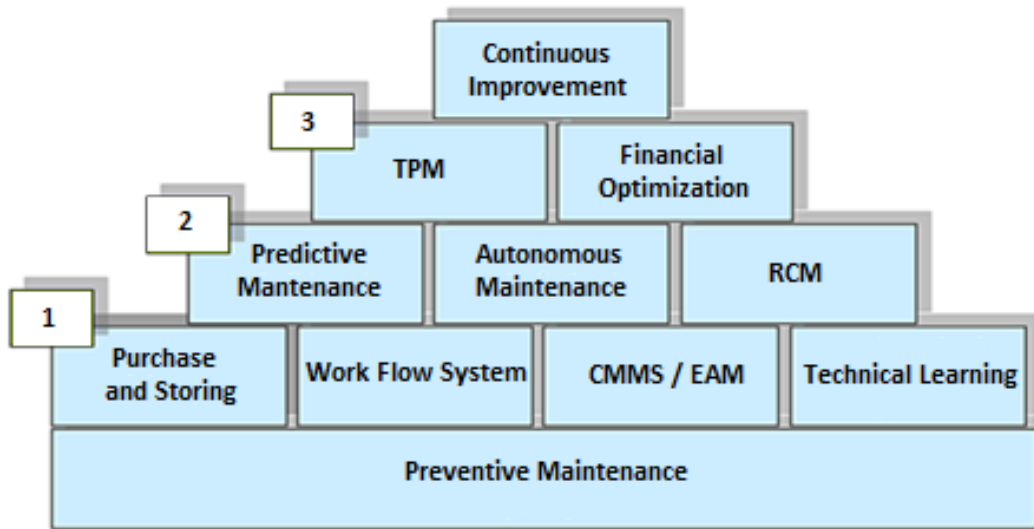 Continuous
Improvement
3
TPM
Financial
Optimization
2
Predictive
Mantenance
Autonomous
Maintenance
RCM
1
Purchase
and Storing
Work Flow System
CMMS / EAM
Technical Learning
Preventive Maintenance